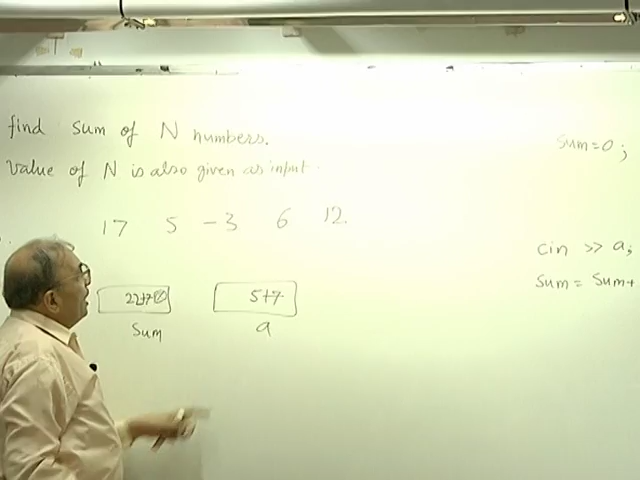 find sum of N numbers.
Value of N is also given as input.
sum=0;
17 5 -3 6 12
cin >> a;
sum = sum+
sum
a